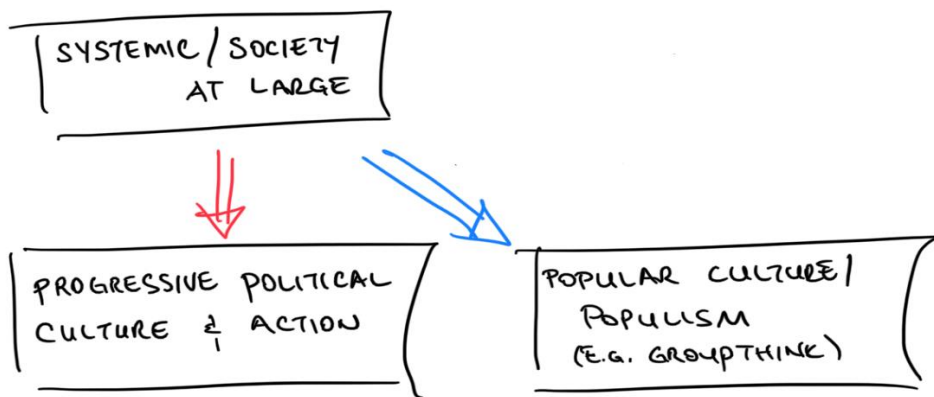 SYSTEMIC / SOCIETY
AT LARGE
PROGRESSIVE POLITICAL
CULTURE & ACTION
POPULAR CULTURE/
POPULISM
(E.G. GROUPTHINK)